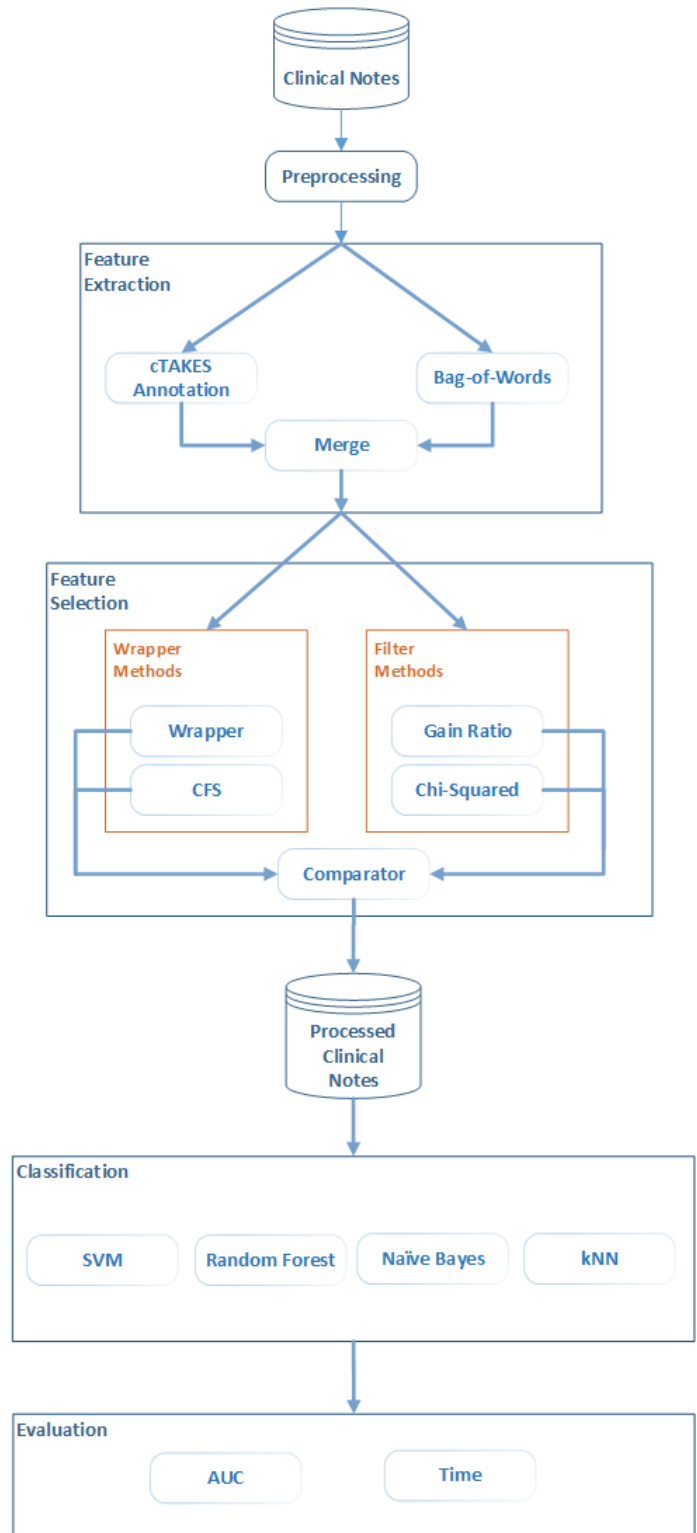 Clinical Notes
Preprocessing
Feature
Extraction
cTAKES
Annotation
Bag-of-Words
Merge
Feature
Selection
Wrapper
Methods
Wrapper
CFS
Filter
Methods
Gain Ratio
Chi-Squared
Comparator
Processed
Clinical
Notes
Classification
SVM
Random Forest
Naïve Bayes
kNN
Evaluation
AUC
Time